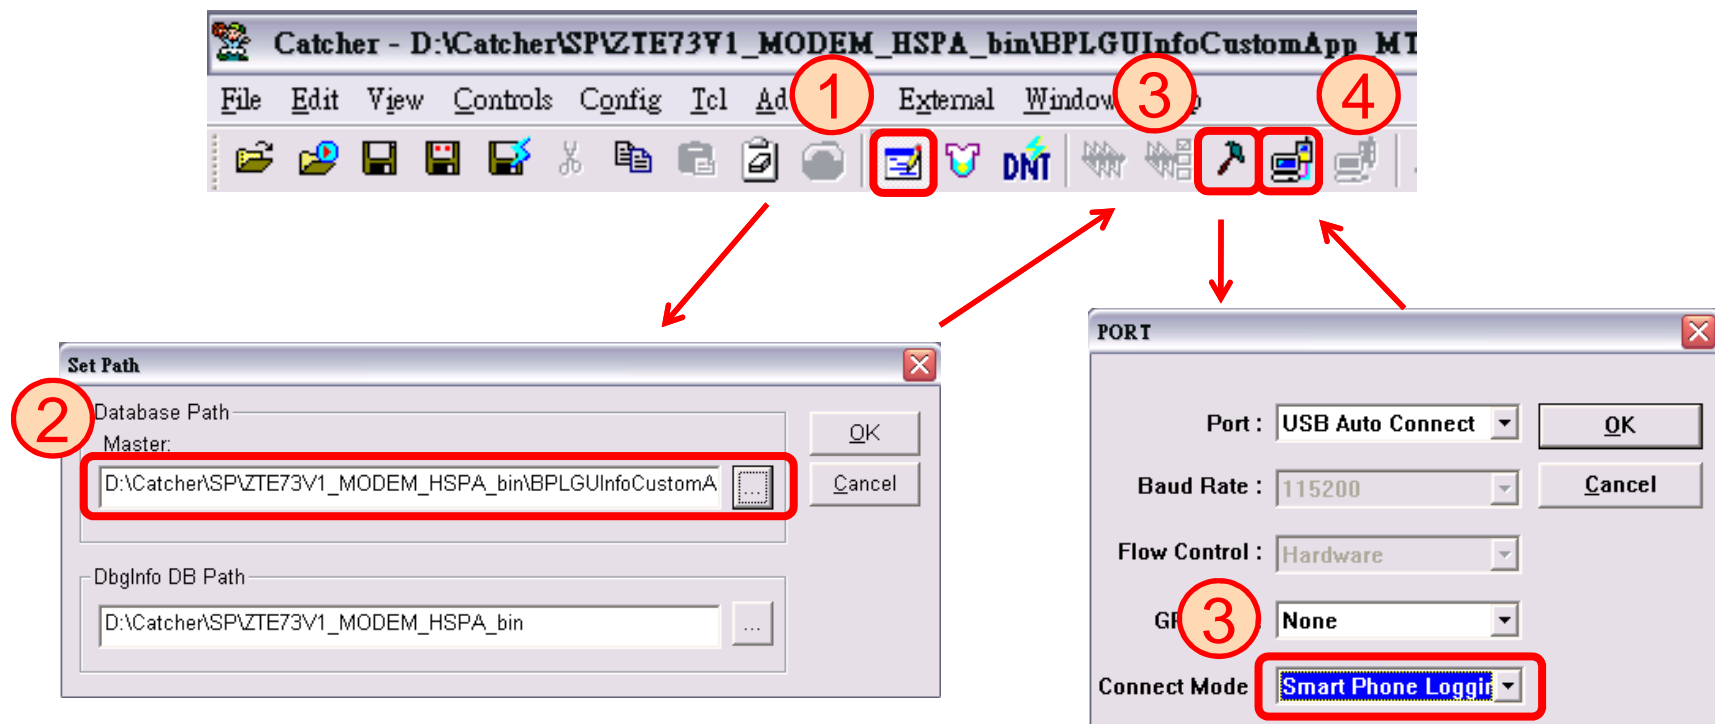 Catcher - D:\Catcher\SP\ZTE73V1_MODEM_HSPA_bin\BPLGUInfoCustomApp_MT
1
3
4
File Edit View Controls Config Tcl Ad External Window p
DNT
Set Path
2
Database Path
Master:
D:\Catcher\SP\ZTE73V1_MODEM_HSPA_bin\BPLGUInfoCustomA
...
OK
Cancel
DbgInfo DB Path
D:\Catcher\SP\ZTE73V1_MODEM_HSPA_bin
...
PORT
Port : USB Auto Connect
OK
Baud Rate : 115200
Cancel
Flow Control : Hardware
3
: None
Connect Mode Smart Phone Loggin